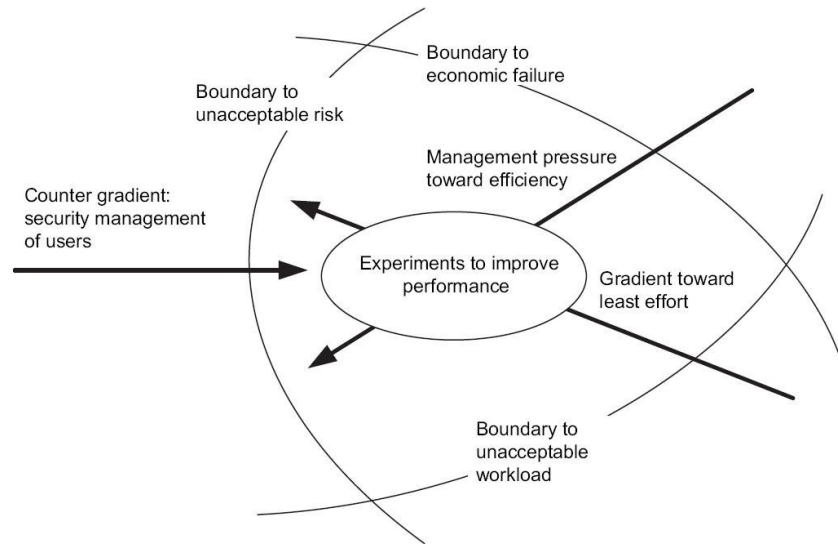 Boundary to
economic failure
Boundary to
unacceptable risk
Management pressure
toward efficiency
Counter gradient:
security management
of users
Experiments to improve
performance
Gradient toward
least effort
Boundary to
unacceptable
workload